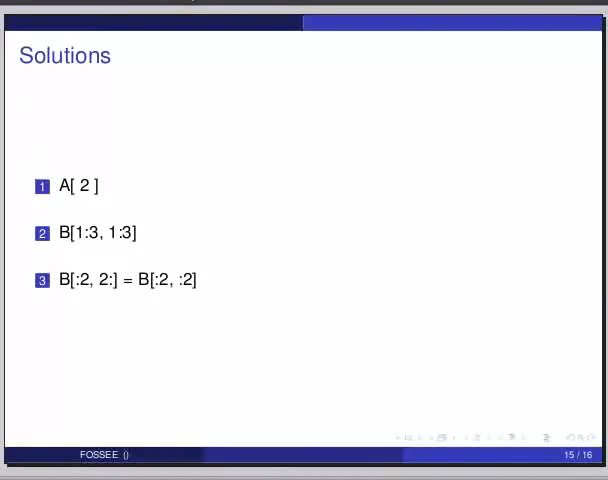 Solutions
1 A[ 2 ]
2 B[1:3, 1:3]
3 B[:2, 2:] = B[:2, :2]
FOSSEE ()
15 / 16